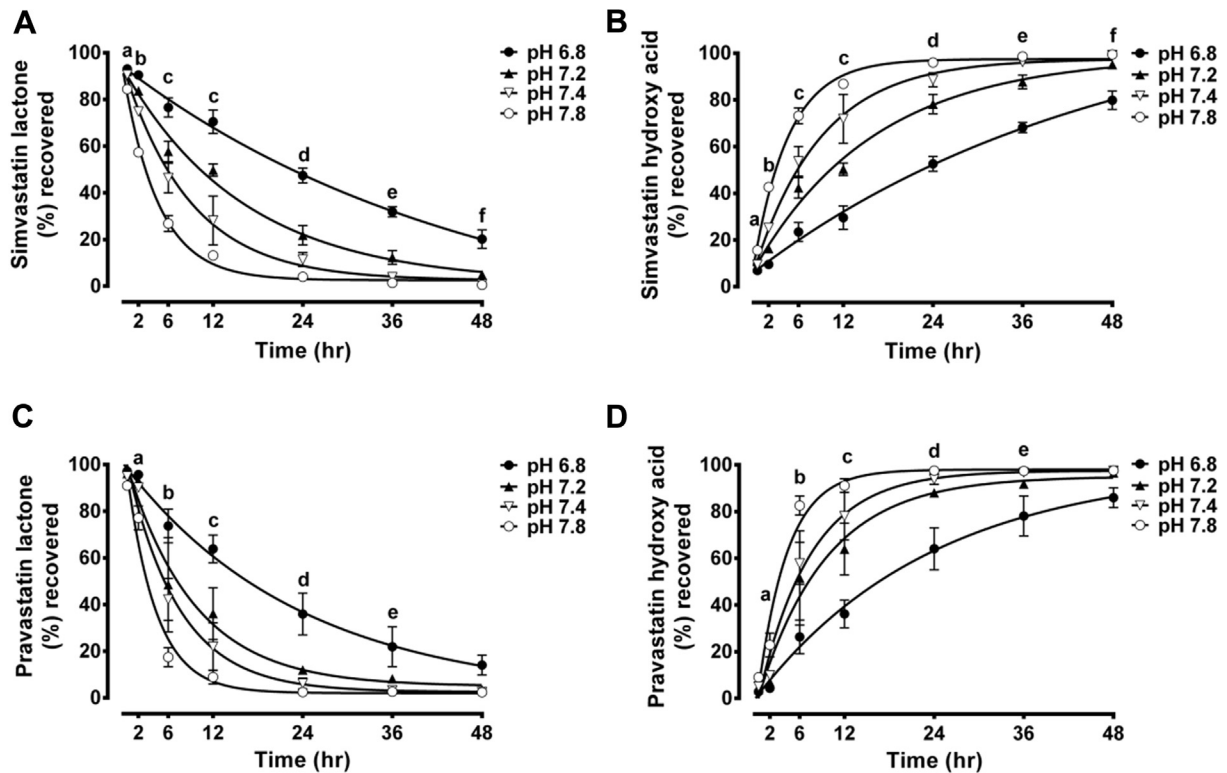 A
Simvastatin lactone
(%) recovered
100
80
60
40
20
0
a
b
c
c
d
e
f
pH 6.8
pH 7.2
pH 7.4
pH 7.8
2
6
12
24
36
48
Time (hr)
B
Simvastatin hydroxy acid
(%) recovered
100
80
60
40
20
0
a
b
c
c
d
e
f
pH 6.8
pH 7.2
pH 7.4
pH 7.8
2
6
12
24
36
48
Time (hr)
C
Pravastatin lactone
(%) recovered
100
80
60
40
20
0
a
b
c
d
e
pH 6.8
pH 7.2
pH 7.4
pH 7.8
2
6
12
24
36
48
Time (hr)
D
Pravastatin hydroxy acid
(%) recovered
100
80
60
40
20
0
a
b
c
d
e
pH 6.8
pH 7.2
pH 7.4
pH 7.8
2
6
12
24
36
48
Time (hr)